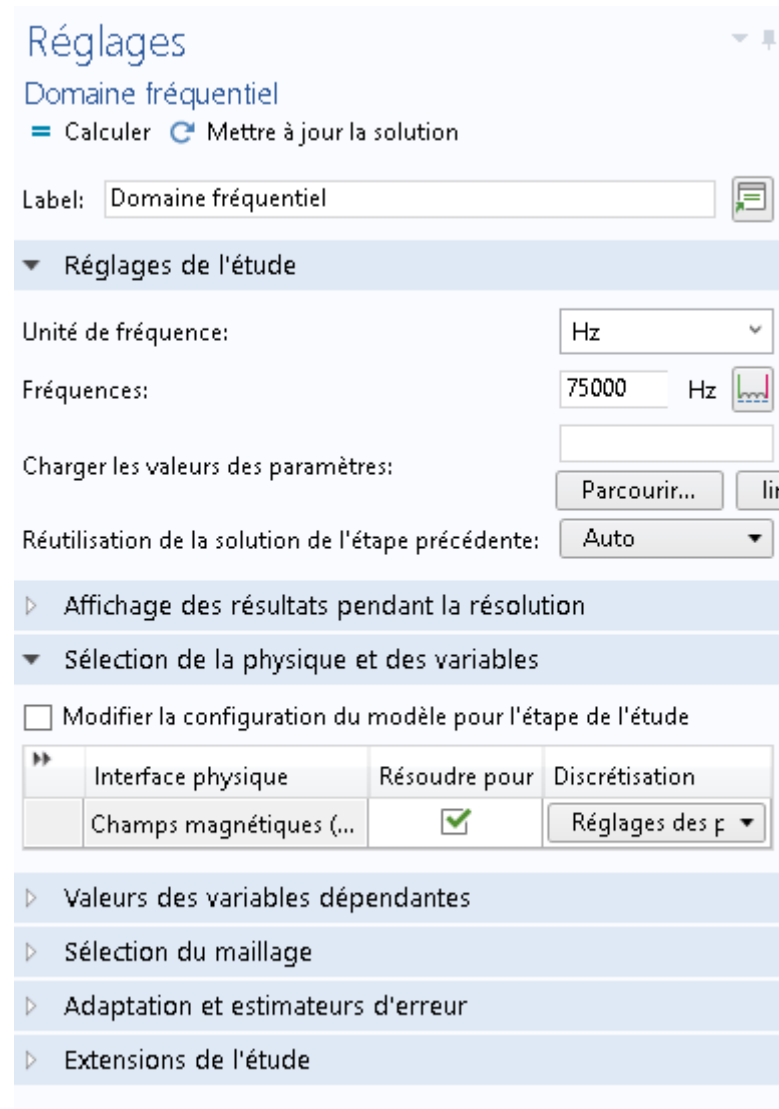 Réglages
Domaine fréquentiel
= Calculer Mettre à jour la solution
Label: Domaine fréquentiel
Réglages de l'étude
Unité de fréquence: Hz
Fréquences: 75000 Hz
Charger les valeurs des paramètres:
Parcourir...
Réutilisation de la solution de l'étape précédente: Auto
Affichage des résultats pendant la résolution
Sélection de la physique et des variables
Modifier la configuration du modèle pour l'étape de l'étude
Interface physique Résoudre pour Discrétisation
Champs magnétiques (... Réglages des p
Valeurs des variables dépendantes
Sélection du maillage
Adaptation et estimateurs d'erreur
Extensions de l'étude